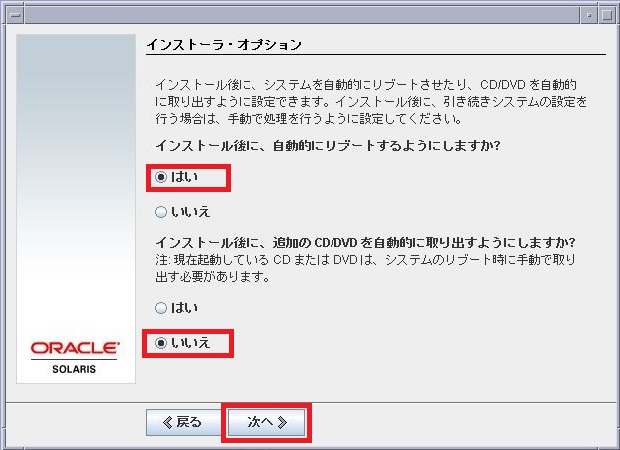 インストーラ・オプション
インストール後に、システムを自動的にリブートさせたり、CD/DVD を自動的
に取り出すように設定できます。インストール後に、引き続きシステムの設定を
行う場合は、手動で処理を行うように設定してください。
インストール後に、自動的にリブートするようにしますか?
はい
いいえ
インストール後に、追加の CD/DVD を自動的に取り出すようにしますか?
注: 現在起動している CD または DVD は、システムのリブート時に手動で取り
出す必要があります。
はい
いいえ
ORACLE
SOLARIS
戻る
次へ